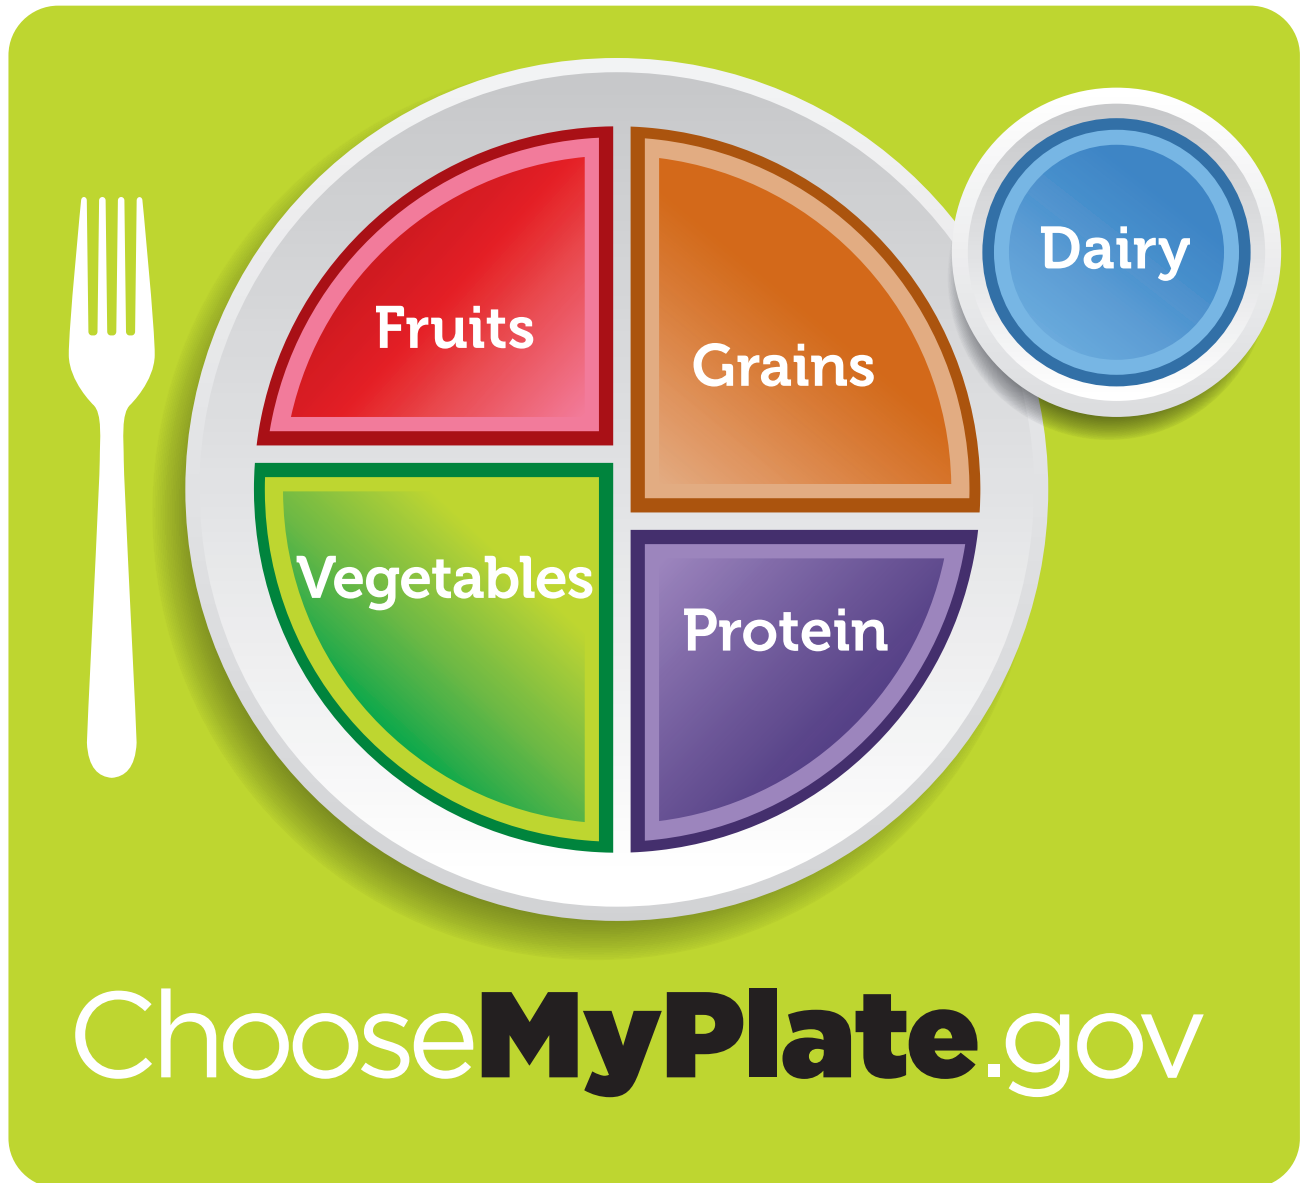 Fruits
Grains
Dairy
Vegetables
Protein
ChooseMyPlate.gov